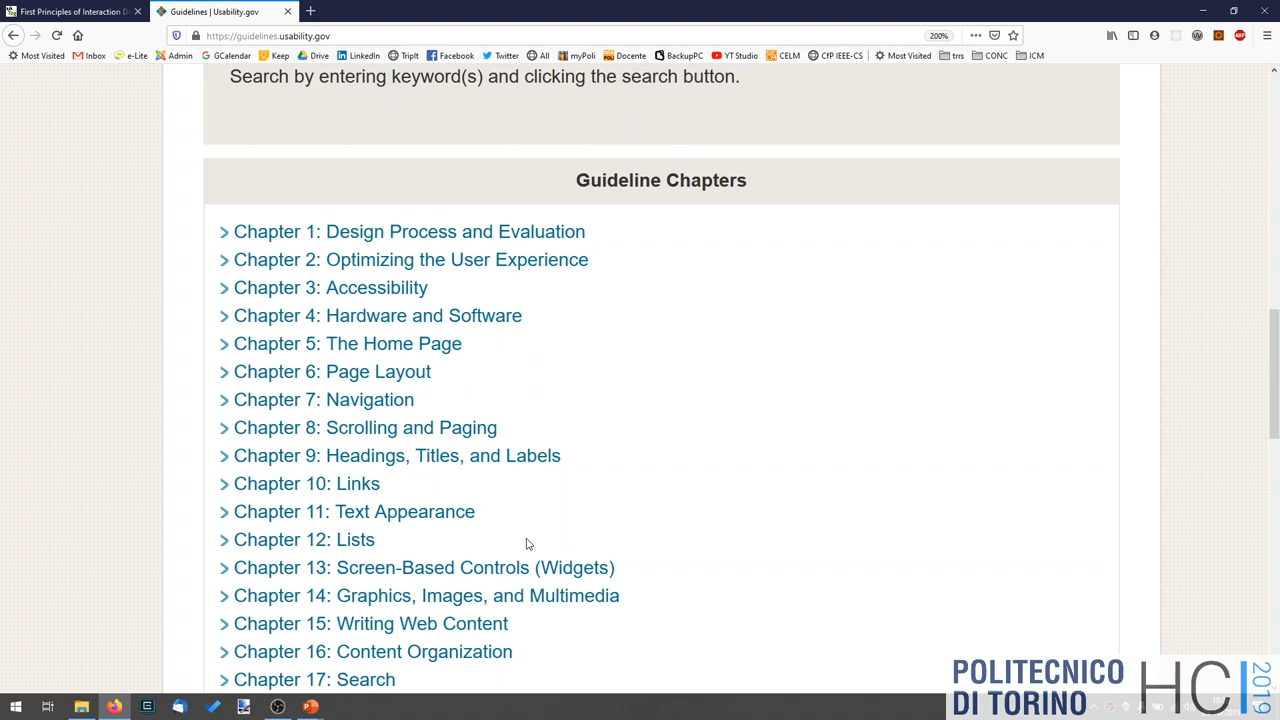 First Principles of Interaction D
Guidelines | Usability.gov
https://guidelines.usability.gov
200%
Most Visited
Inbox
e-Lite
Admin
GCalendar
Keep
Drive
LinkedIn
TripIt
Facebook
Twitter
All
myPoli
Docente
BackupPC
YT Studio
CELM
CfP IEEE-CS
Most Visited
trrs
CONC
ICM
Search by entering keyword(s) and clicking the search button.
Guideline Chapters
Chapter 1: Design Process and Evaluation
Chapter 2: Optimizing the User Experience
Chapter 3: Accessibility
Chapter 4: Hardware and Software
Chapter 5: The Home Page
Chapter 6: Page Layout
Chapter 7: Navigation
Chapter 8: Scrolling and Paging
Chapter 9: Headings, Titles, and Labels
Chapter 10: Links
Chapter 11: Text Appearance
Chapter 12: Lists
Chapter 13: Screen-Based Controls (Widgets)
Chapter 14: Graphics, Images, and Multimedia
Chapter 15: Writing Web Content
Chapter 16: Content Organization
Chapter 17: Search
POLITECNICO
DI TORINO
HCI
2019